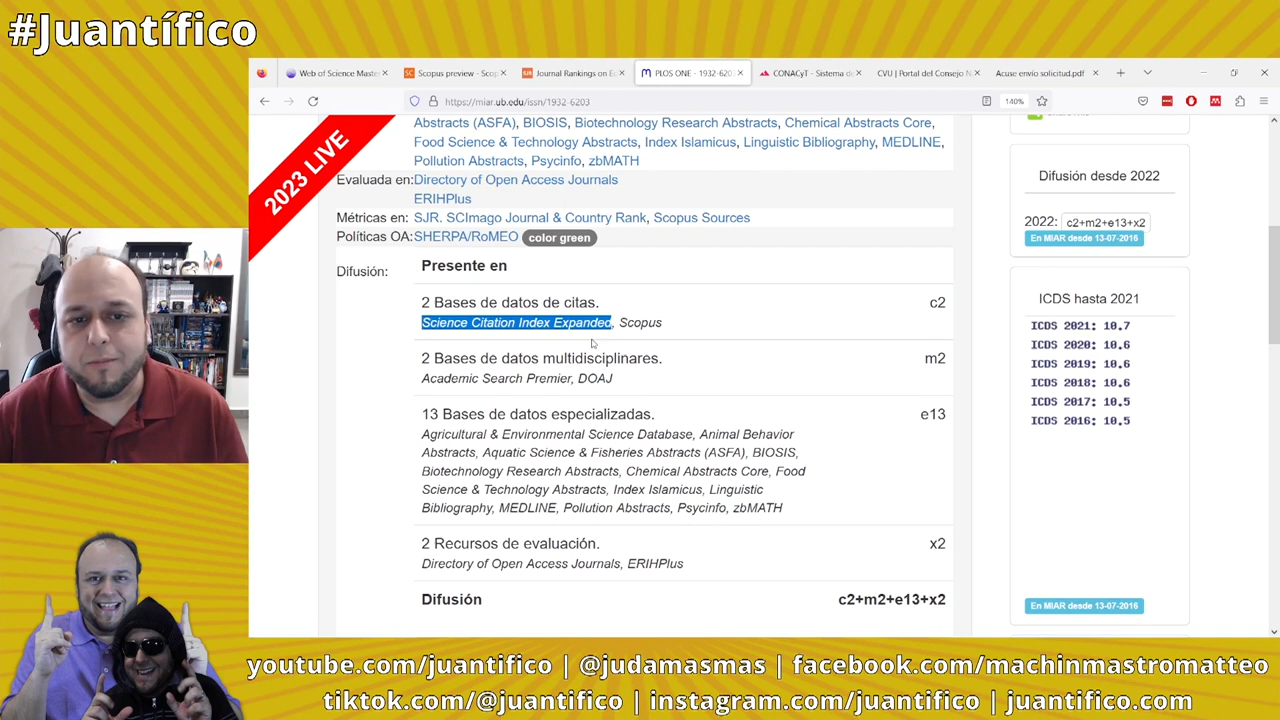 #Juantífico
Web of Science Master
Scopus preview - Scop
Journal Rankings on Ed
PLOS ONE - 1932-620
CONACyT - Sistema de
CVU | Portal del Consejo N
Acuse envío solicitud.pdf
https://miar.ub.edu/issn/1932-6203
140%
2023 LIVE
Abstracts (ASFA), BIOSIS, Biotechnology Research Abstracts, Chemical Abstracts Core,
Food Science & Technology Abstracts, Index Islamicus, Linguistic Bibliography, MEDLINE,
Pollution Abstracts, Psycinfo, zbMATH
Evaluada en: Directory of Open Access Journals
ERIHPlus
Métricas en: SJR. SCImago Journal & Country Rank, Scopus Sources
Políticas OA: SHERPA/RoMEO color green
Difusión:
Presente en
2 Bases de datos de citas. c2
Science Citation Index Expanded, Scopus
2 Bases de datos multidisciplinares. m2
Academic Search Premier, DOAJ
13 Bases de datos especializadas. e13
Agricultural & Environmental Science Database, Animal Behavior
Abstracts, Aquatic Science & Fisheries Abstracts (ASFA), BIOSIS,
Biotechnology Research Abstracts, Chemical Abstracts Core, Food
Science & Technology Abstracts, Index Islamicus, Linguistic
Bibliography, MEDLINE, Pollution Abstracts, Psycinfo, zbMATH
2 Recursos de evaluación. x2
Directory of Open Access Journals, ERIHPlus
Difusión c2+m2+e13+x2
Difusión desde 2022
2022: c2+m2+e13+x2
En MIAR desde 13-07-2016
ICDS hasta 2021
ICDS 2021: 10.7
ICDS 2020: 10.6
ICDS 2019: 10.6
ICDS 2018: 10.6
ICDS 2017: 10.5
ICDS 2016: 10.5
En MIAR desde 13-07-2016
youtube.com/juantifico | @judamasmas | facebook.com/machinmastromatteo
tiktok.com/@juantifico | instagram.com/juantifico | juantifico.com